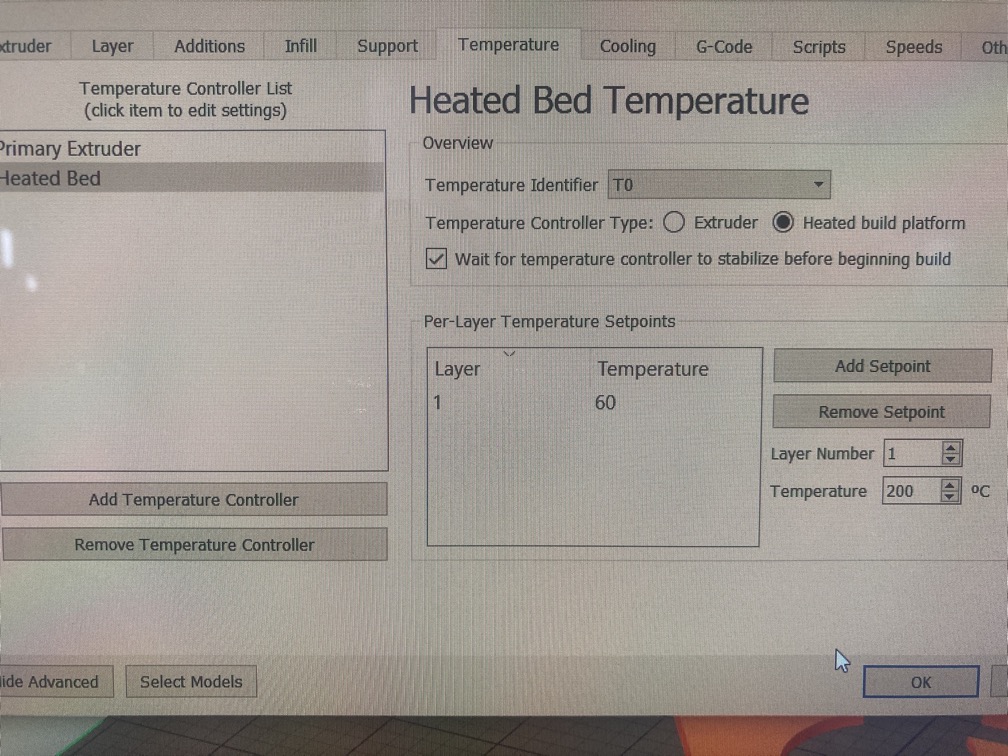 xtruder Layer Additions Infill Support Temperature Cooling G-Code Scripts Speeds Oth
Temperature Controller List
(click item to edit settings)
Primary Extruder
Heated Bed
Add Temperature Controller
Remove Temperature Controller
Heated Bed Temperature
Overview
Temperature Identifier T0
Temperature Controller Type: Extruder Heated build platform
Wait for temperature controller to stabilize before beginning build
Per-Layer Temperature Setpoints
Layer Temperature
1 60
Add Setpoint
Remove Setpoint
Layer Number 1
Temperature 200 ºC
ide Advanced Select Models OK